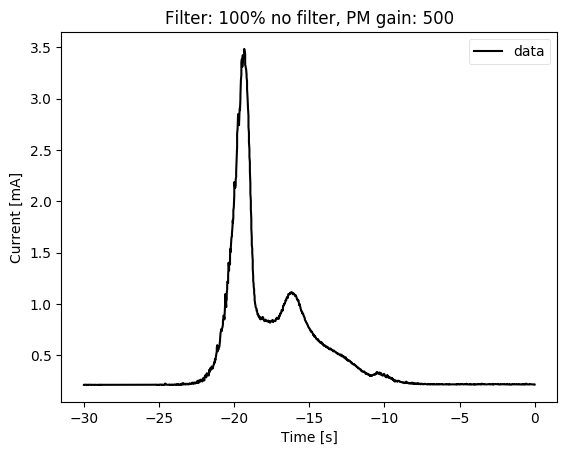 Filter: 100% no filter, PM gain: 500
data
Current [mA]
3.5
3.0
2.5
2.0
1.5
1.0
0.5
−30 −25 −20 −15 −10 −5 0
Time [s]